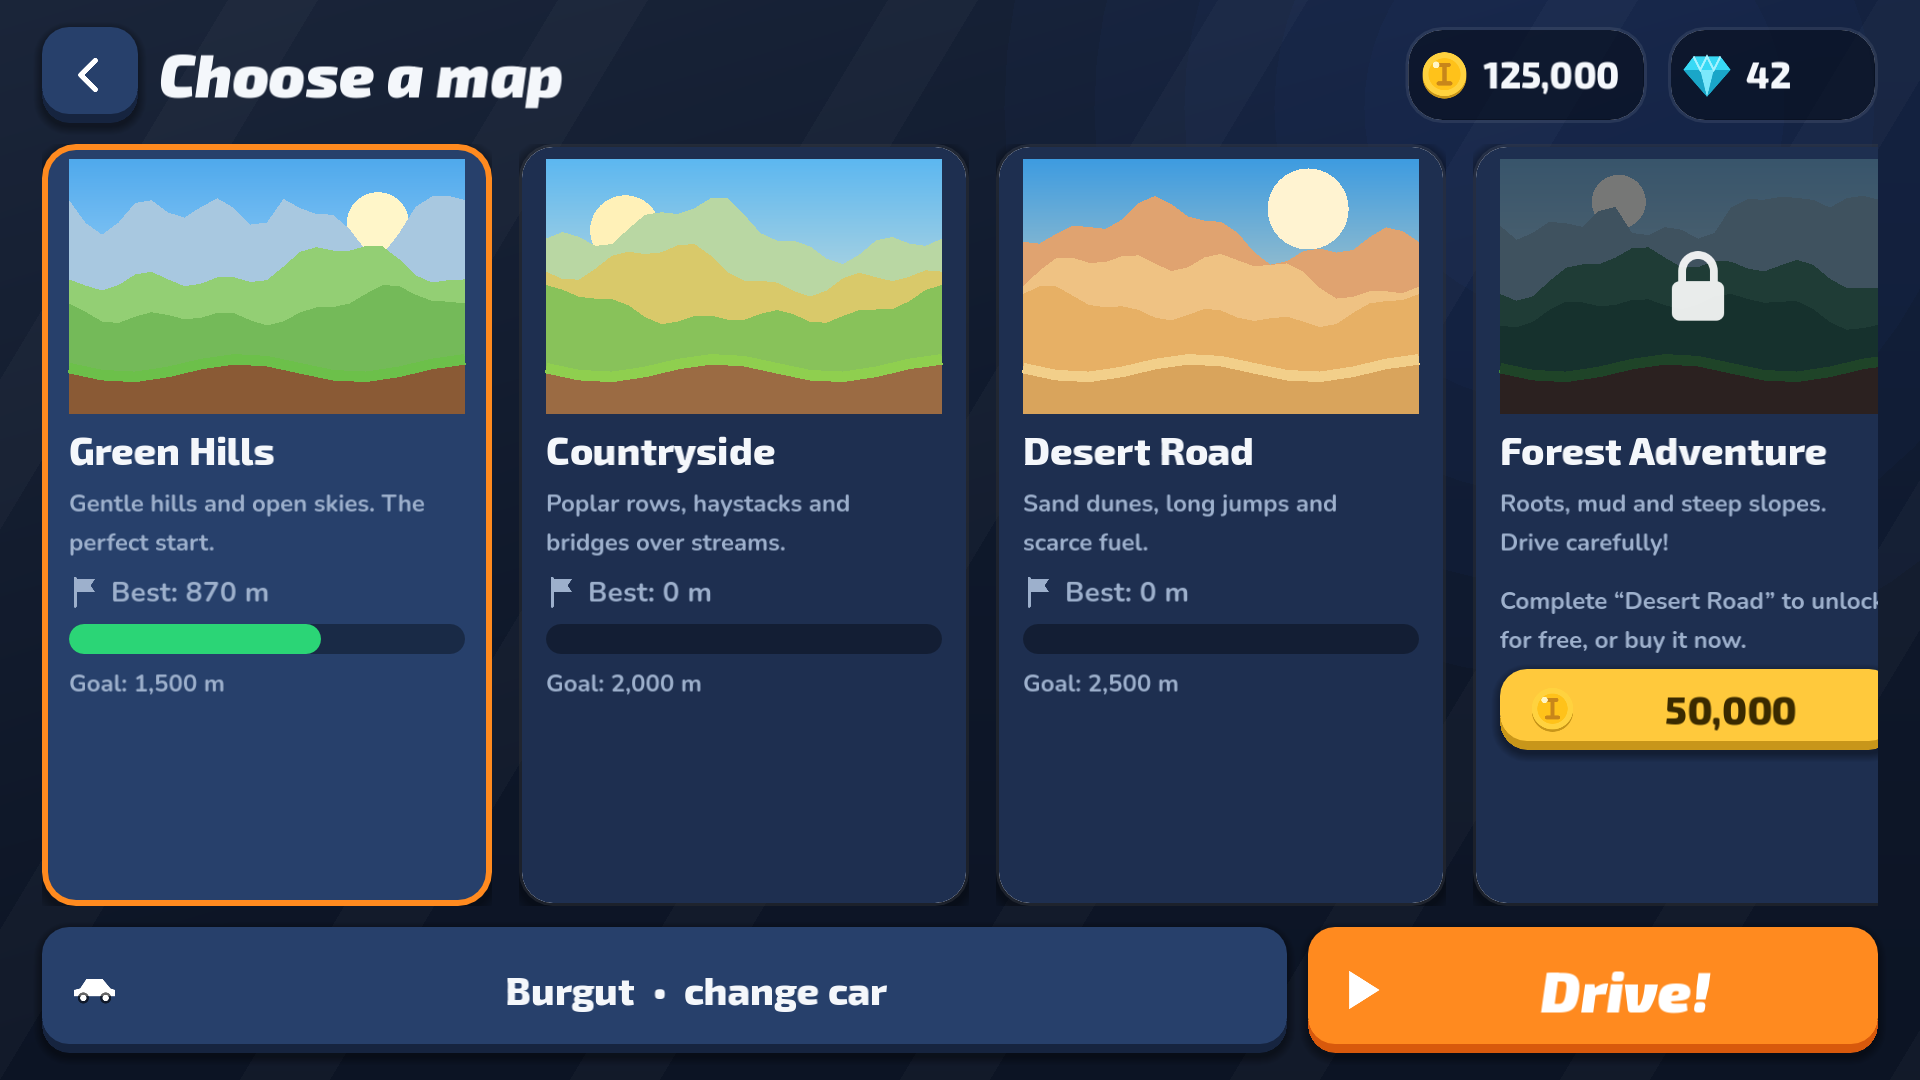 Choose a map
125,000
42
Green Hills
Gentle hills and open skies. The
perfect start.
Best: 870 m
Goal: 1,500 m
Countryside
Poplar rows, haystacks and
bridges over streams.
Best: 0 m
Goal: 2,000 m
Desert Road
Sand dunes, long jumps and
scarce fuel.
Best: 0 m
Goal: 2,500 m
Forest Adventure
Roots, mud and steep slopes.
Drive carefully!
Complete “Desert Road” to unlock
for free, or buy it now.
50,000
Burgut • change car
Drive!